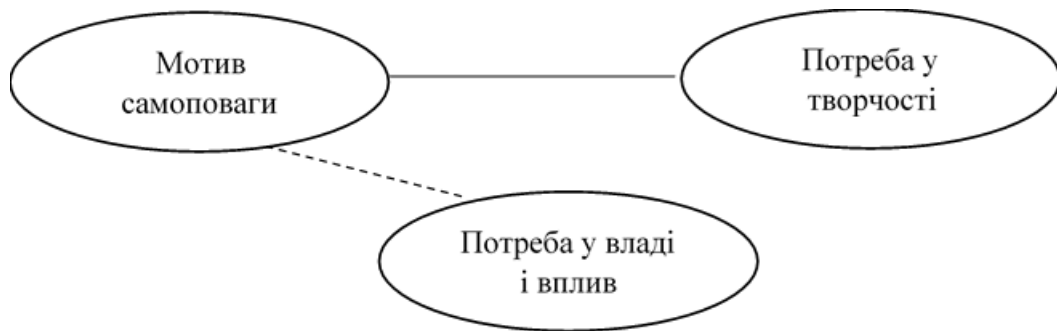 Мотив
самоповаги
Потреба у
творчості
Потреба у владі
і вплив